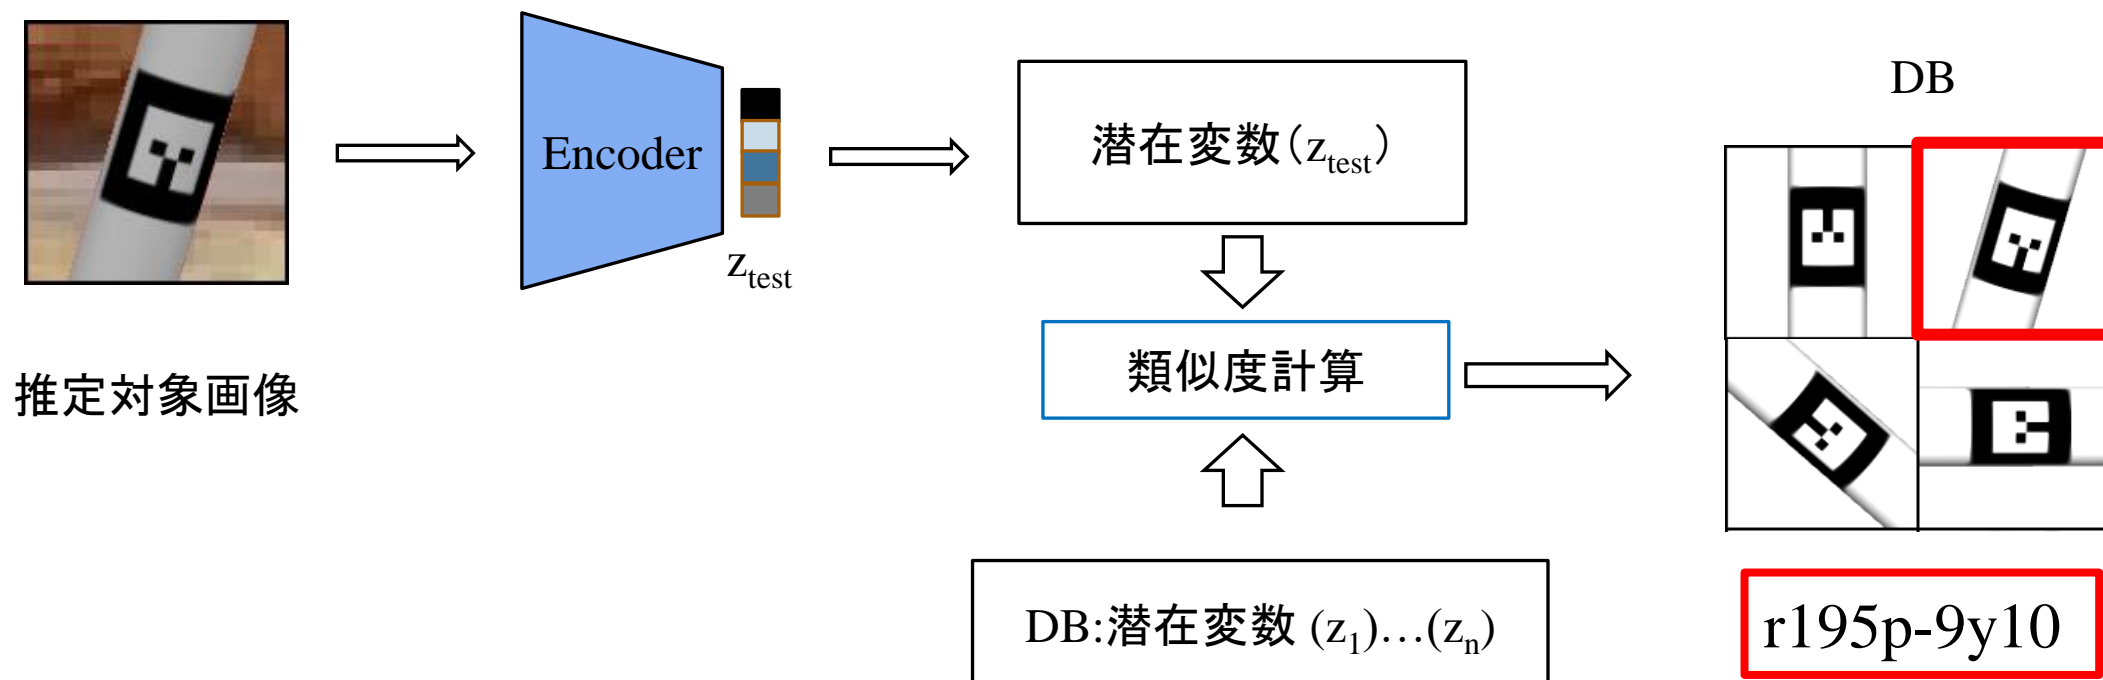 推定対象画像
Encoder
z_test
潜在変数(z_test)
類似度計算
DB:潜在変数 (z_1)…(z_n)
DB
r195p-9y10